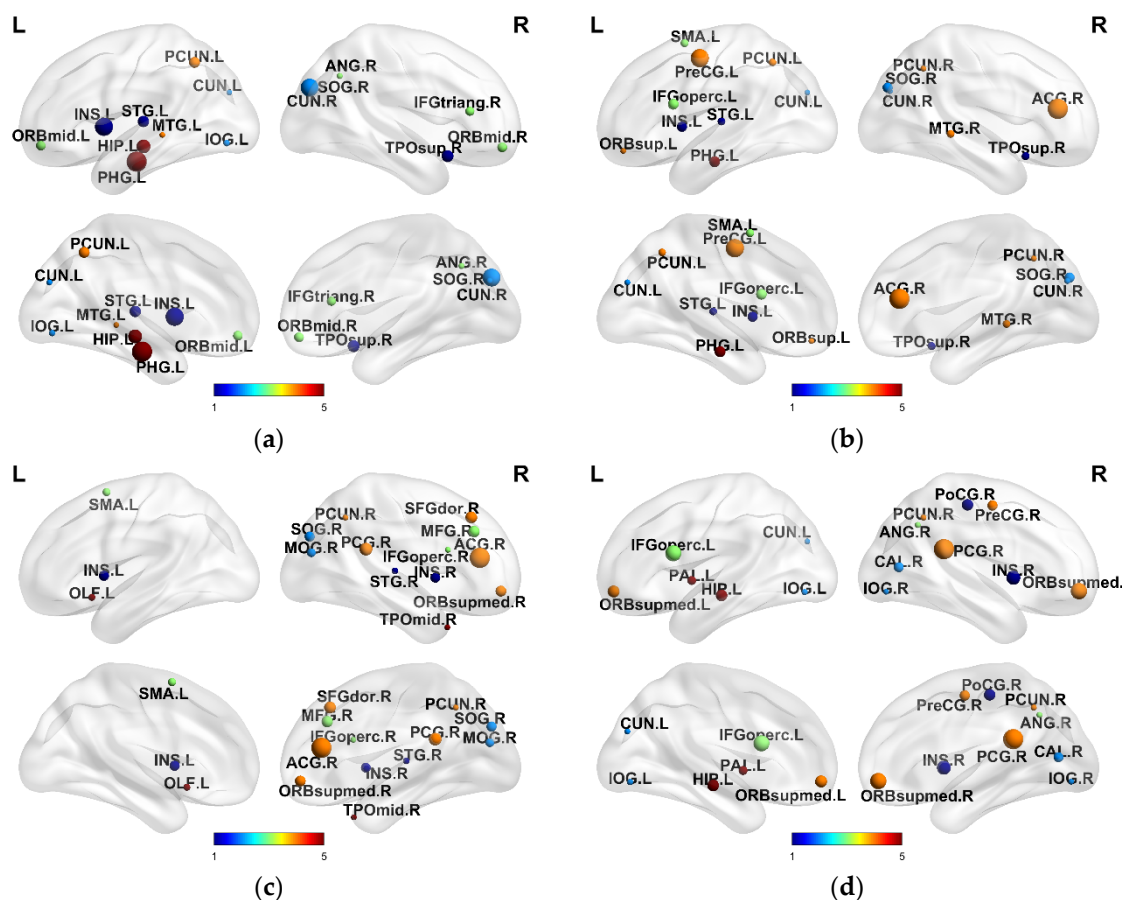 L R L R
PCUN.L
CUN.L
INS.L STG.L
MTG.L
ORBmid.L
HIP.L
IOG.L
PHG.L
ANG.R
SOG.R
CUN.R
IFGtriang.R
ORBmid.R
TPOsup.R
SMA.L
PCUN.L
PreCG.L
IFGoperc.L
CUN.L
INS.L STG.L
ORBsup.L
PHG.L
PCUN.R
SOG.R
CUN.R
ACG.R
MTG.R
TPOsup.R
PCUN.L
CUN.L
STG.L INS.L
MTG.L
IOG.L
HIP.L
ORBmid.L
PHG.L
ANG.R
SOG.R
CUN.R
IFGtriang.R
ORBmid.R
TPOsup.R
SMA.L
PreCG.L
PCUN.L
CUN.L
IFGoperc.L
STG.L INS.L
ORBsup.L
PHG.L
PCUN.R
SOG.R
CUN.R
ACG.R
MTG.R
TPOsup.R
1 5
1 5
(a)
(b)
L R L R
SMA.L
INS.L
OLF.L
SFGdor.R
PCUN.R
SOG.R
MFG.R
MOG.R
PCG.R
ACG.R
IFGoperc.R
STG.R
INS.R
ORBsupmed.R
TPOmid.R
CUN.L
IFGoperc.L
PAL.L
HIP.L
ORBsupmed.L
IOG.L
PoCG.R
PCUN.R
PreCG.R
ANG.R
PCG.R
CAL.R
INS.R
IOG.R
ORBsupmed.R
SMA.L
INS.L
OLF.L
SFGdor.R
PCUN.R
MFG.R
SOG.R
IFGoperc.R
PCG.R
MOG.R
ACG.R
STG.R
INS.R
ORBsupmed.R
TPOmid.R
CUN.L
IFGoperc.L
PAL.L
IOG.L
HIP.L
ORBsupmed.L
PoCG.R
PreCG.R
PCUN.R
ANG.R
PCG.R
CAL.R
INS.R
ORBsupmed.R
IOG.R
1 5
1 5
(c)
(d)